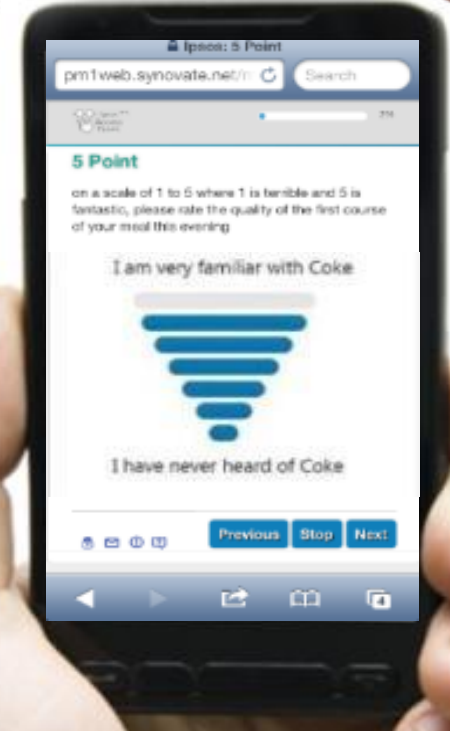 Ipsos: 5 Point
pm1web.synovate.net/
Search
5 Point
on a scale of 1 to 5 where 1 is terrible and 5 is
fantastic, please rate the quality of the first course
of your meal this evening
I am very familiar with Coke
I have never heard of Coke
Previous Stop Next
4